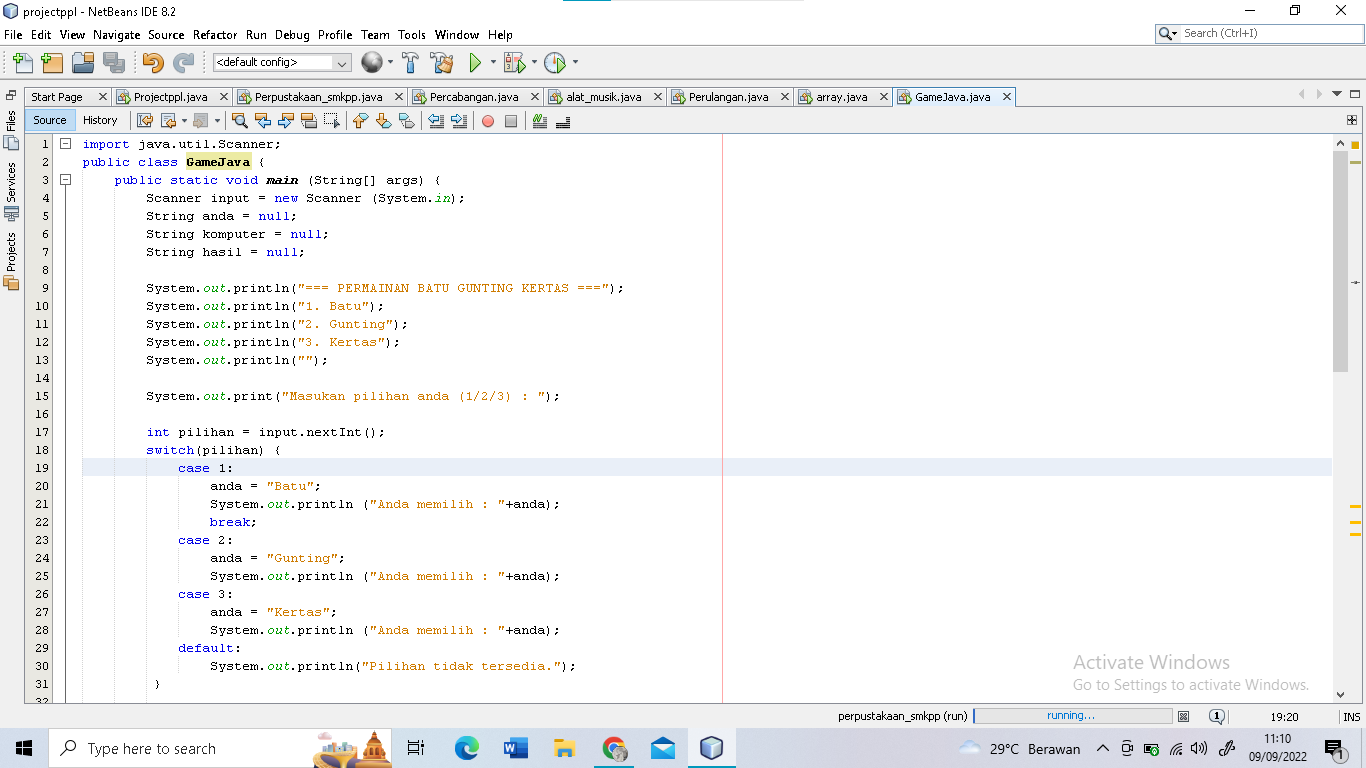 projectppl - NetBeans IDE 8.2
File Edit View Navigate Source Refactor Run Debug Profile Team Tools Window Help
Search (Ctrl+I)
<default config>
Start Page Projectppl.java Perpustakaan_smkpp.java Percabangan.java alat_musik.java Perulangan.java array.java GameJava.java
Source History
Files
Services
Projects
1 import java.util.Scanner;
2 public class GameJava {
3 public static void main (String[] args) {
4 Scanner input = new Scanner (System.in);
5 String anda = null;
6 String komputer = null;
7 String hasil = null;
8
9 System.out.println("=== PERMAINAN BATU GUNTING KERTAS ===");
10 System.out.println("1. Batu");
11 System.out.println("2. Gunting");
12 System.out.println("3. Kertas");
13 System.out.println("");
14
15 System.out.print("Masukan pilihan anda (1/2/3) : ");
16
17 int pilihan = input.nextInt();
18 switch(pilihan) {
19 case 1:
20 anda = "Batu";
21 System.out.println ("Anda memilih : "+anda);
22 break;
23 case 2:
24 anda = "Gunting";
25 System.out.println ("Anda memilih : "+anda);
26 case 3:
27 anda = "Kertas";
28 System.out.println ("Anda memilih : "+anda);
29 default:
30 System.out.println("Pilihan tidak tersedia.");
31 }
32
Activate Windows
Go to Settings to activate Windows.
perpustakaan_smkpp (run) running... 1 19:20 INS
Type here to search
29°C Berawan
11:10
09/09/2022
1